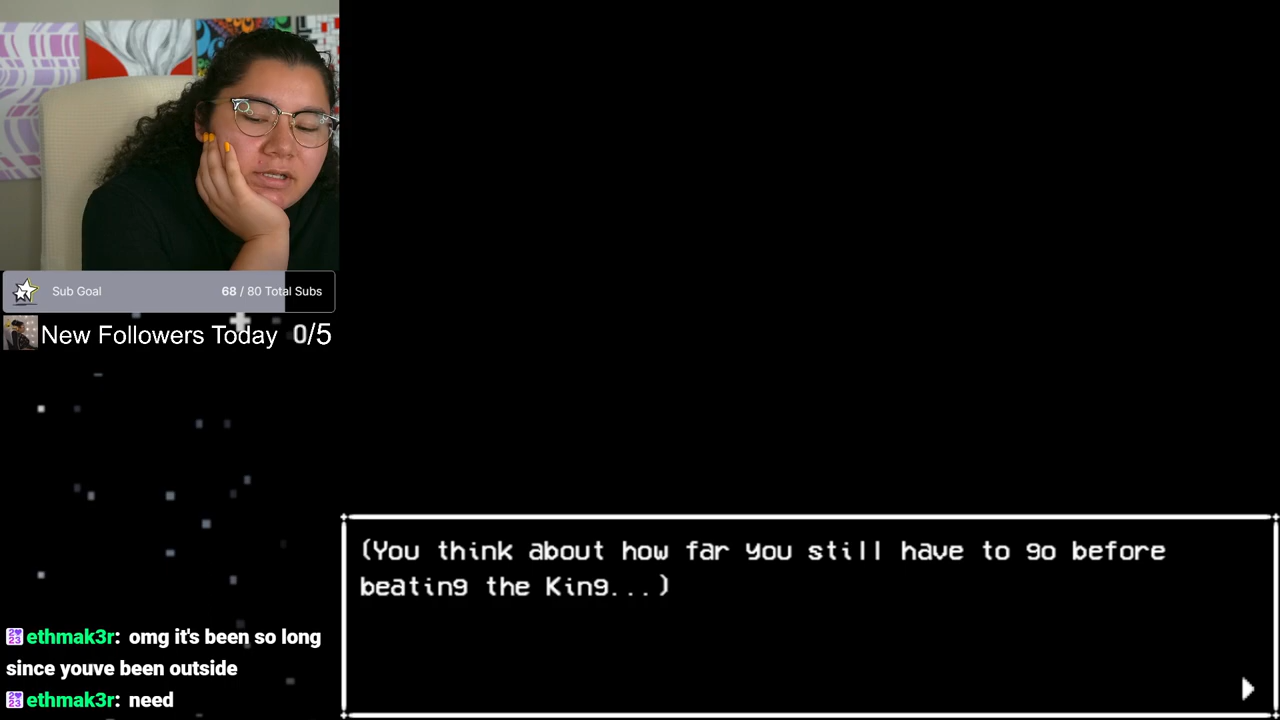 Sub Goal 68 / 80 Total Subs
New Followers Today 0/5
(You think about how far you still have to go before
beating the King...)
ethmak3r: omg it's been so long
since youve been outside
ethmak3r: need